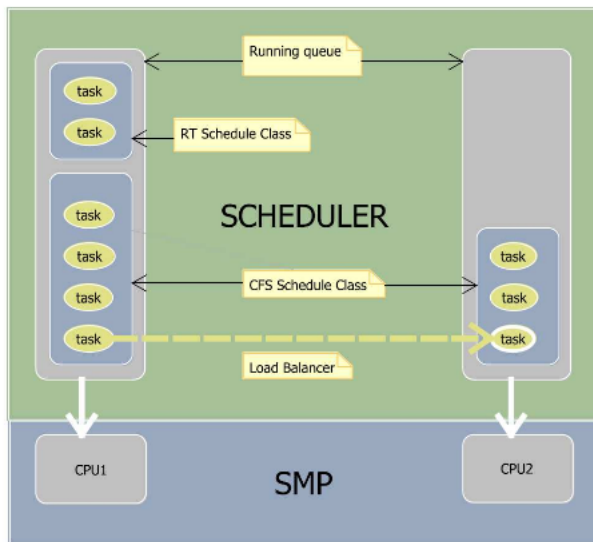 Running queue
task
task
RT Schedule Class
task
SCHEDULER
task
task
task
CFS Schedule Class
task
task
task
Load Balancer
CPU1
CPU2
SMP